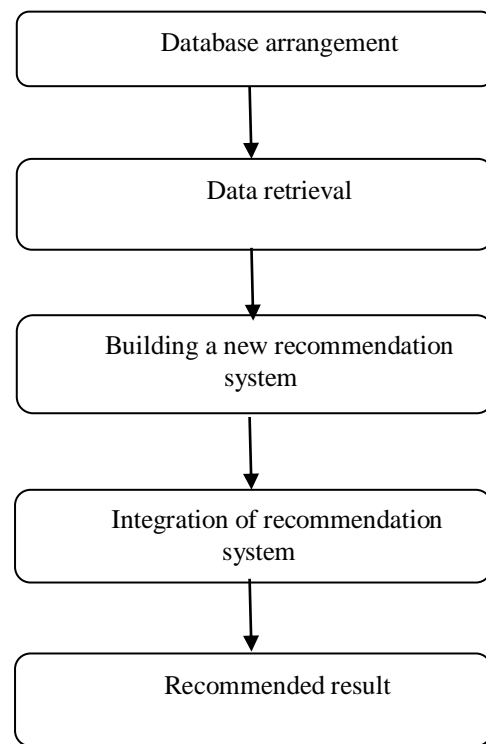 Database arrangement
Data retrieval
Building a new recommendation
system
Integration of recommendation
system
Recommended result